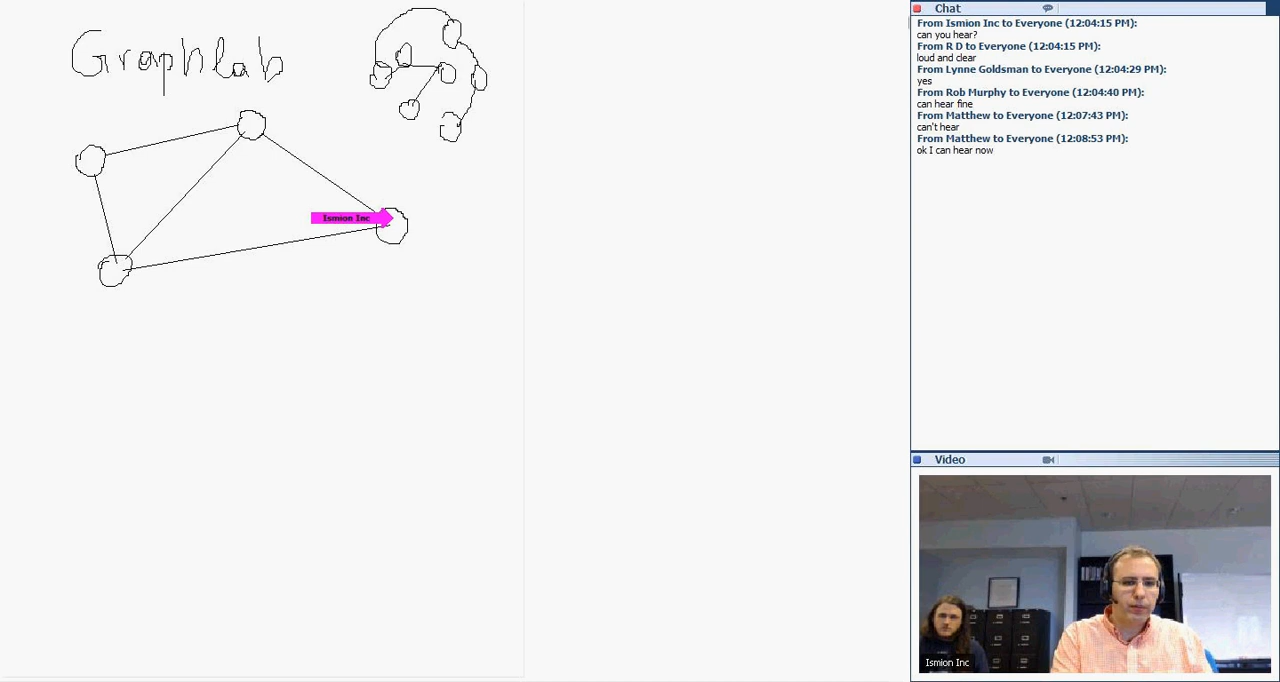 Graphlab
Ismion Inc
Chat
From Ismion Inc to Everyone (12:04:15 PM):
can you hear?
From R D to Everyone (12:04:15 PM):
loud and clear
From Lynne Goldsman to Everyone (12:04:29 PM):
yes
From Rob Murphy to Everyone (12:04:40 PM):
can hear fine
From Matthew to Everyone (12:07:43 PM):
can't hear
From Matthew to Everyone (12:08:53 PM):
ok I can hear now
Video
Ismion Inc